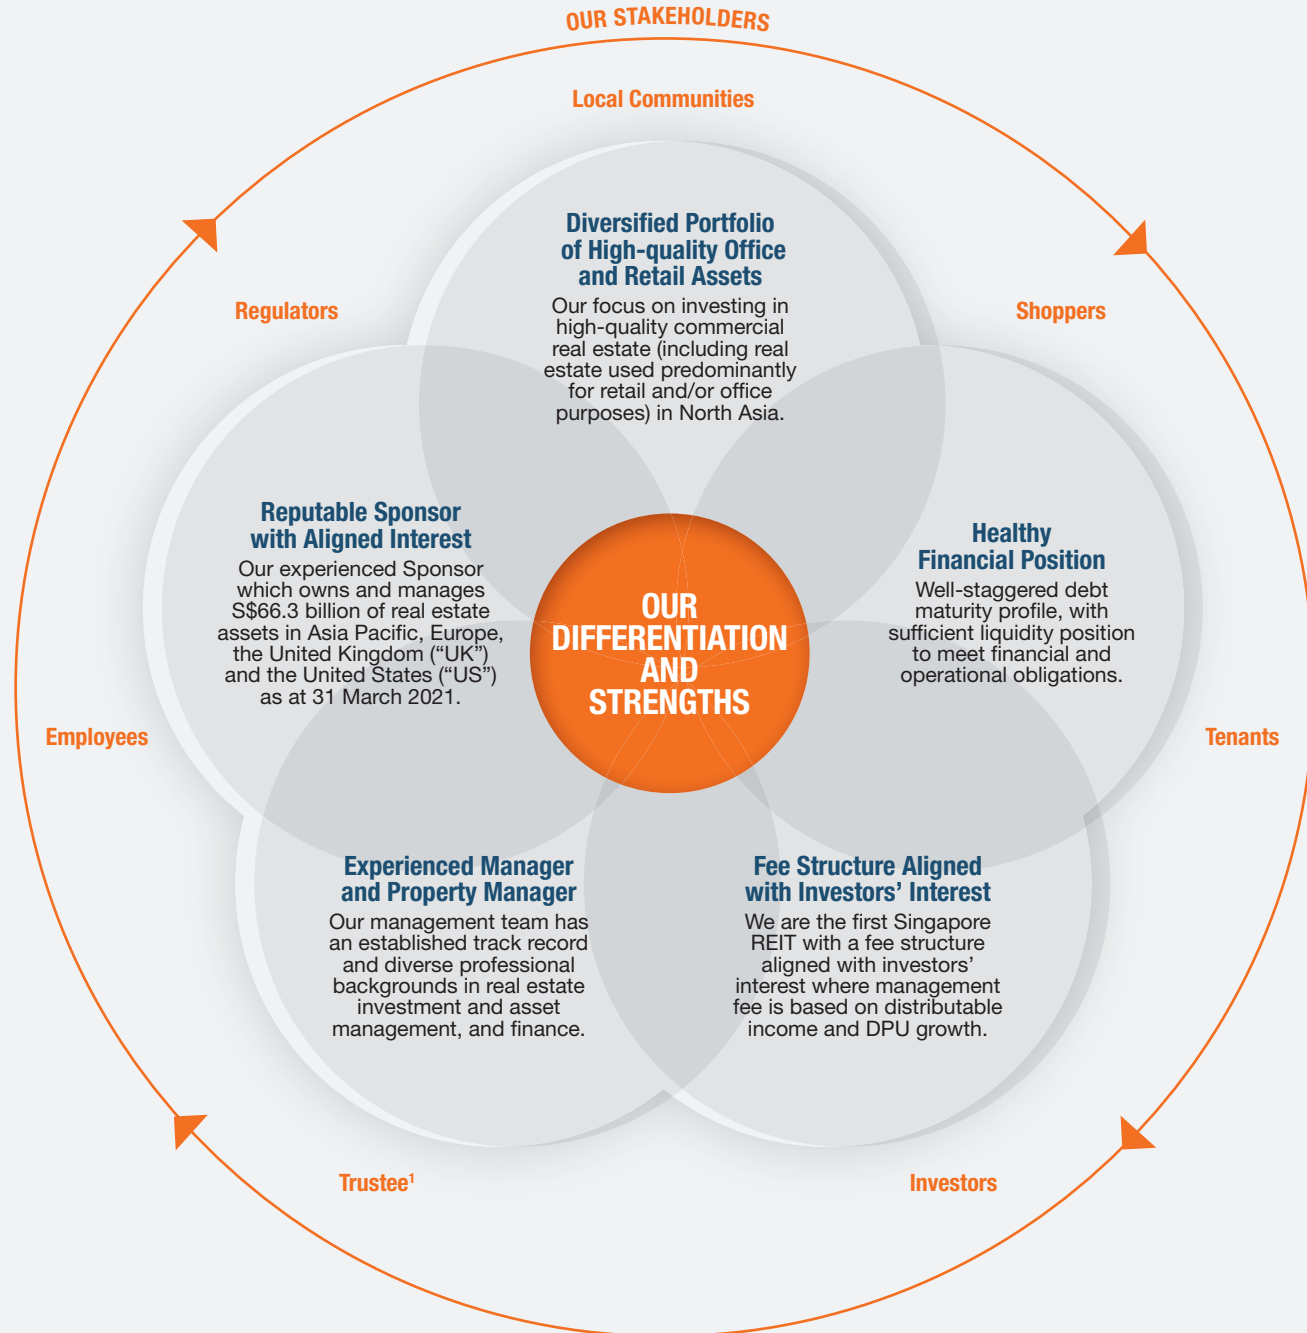 OUR STAKEHOLDERS
Local Communities
Diversified Portfolio
of High-quality Office
and Retail Assets
Our focus on investing in
high-quality commercial
real estate (including real
estate used predominantly
for retail and/or office
purposes) in North Asia.
Regulators
Shoppers
Reputable Sponsor
with Aligned Interest
Our experienced Sponsor
which owns and manages
S$66.3 billion of real estate
assets in Asia Pacific, Europe,
the United Kingdom (“UK”)
and the United States (“US”)
as at 31 March 2021.
OUR
DIFFERENTIATION
AND
STRENGTHS
Healthy
Financial Position
Well-staggered debt
maturity profile, with
sufficient liquidity position
to meet financial and
operational obligations.
Employees
Tenants
Experienced Manager
and Property Manager
Our management team has
an established track record
and diverse professional
backgrounds in real estate
investment and asset
management, and finance.
Fee Structure Aligned
with Investors’ Interest
We are the first Singapore
REIT with a fee structure
aligned with investors’
interest where management
fee is based on distributable
income and DPU growth.
Trustee¹
Investors